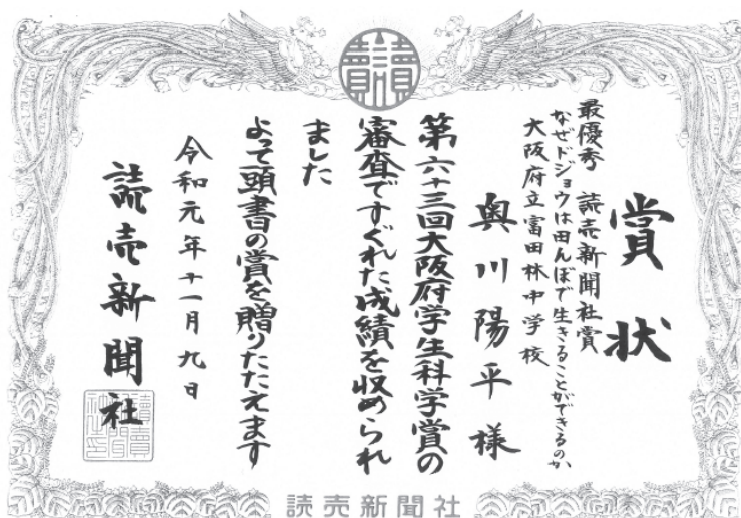 讀賣
賞状
最優秀 読売新聞社賞
なぜドジョウは田んぼで生きることができるのか
大阪府立富田林中学校
奥川陽平様
第六十三回大阪府学生科学賞の
審査ですぐれた成績を収められ
ました
よって頭書の賞を贈りたたえます
令和元年十一月九日
読売新聞社
読売新聞社